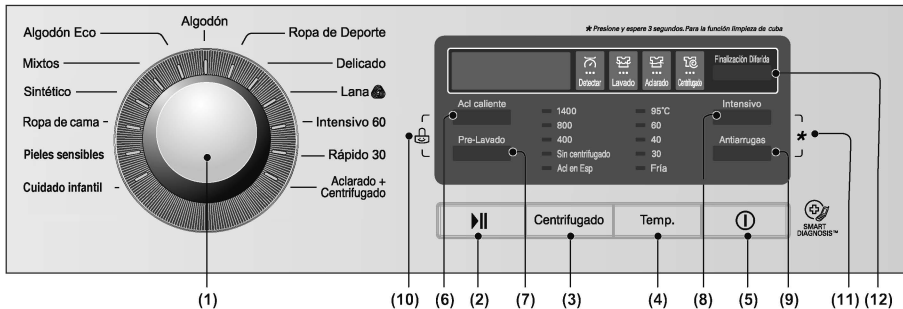 Algodón
Algodón Eco
Ropa de Deporte
Mixtos
Delicado
Sintético
Lana
Ropa de cama
Intensivo 60
Pieles sensibles
Rápido 30
Cuidado infantil
Aclarado +
Centrifugado
* Presione y espere 3 segundos. Para la función limpieza de cuba
Detectar
Lavado
Aclarado
Centrifugado
Finalización Diferida
Acl caliente
Pre-Lavado
1400
800
400
Sin centrifugado
Acl en Esp
95°C
60
40
30
Fría
Intensivo
Antiarrugas
*
Centrifugado
Temp.
SMART
DIAGNOSIS™
(1)
(10)
(6)
(2)
(7)
(3)
(4)
(8)
(5)
(9)
(11)
(12)